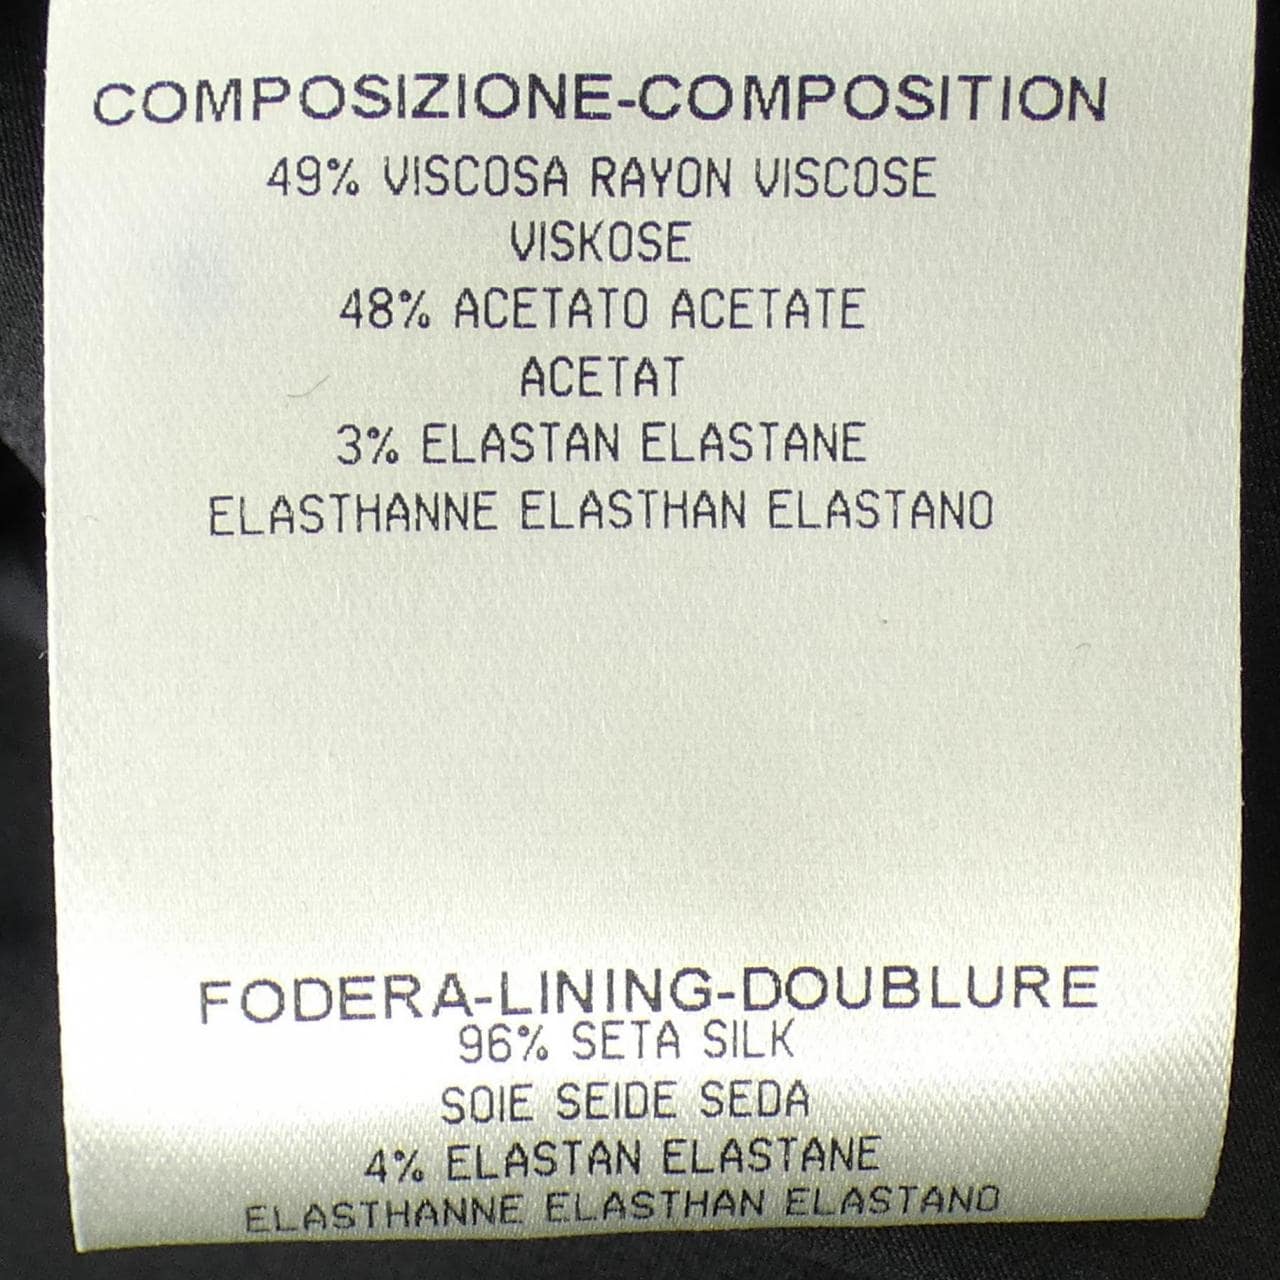 COMPOSIZIONE-COMPOSITION
49% VISCOSA RAYON VISCOSE
VISKOSE
48% ACETATO ACETATE
ACETAT
3% ELASTAN ELASTANE
ELASTHANNE ELASTHAN ELASTANO
FODERA-LINING-DOUBLURE
96% SETA SILK
SOIE SEIDE SEDA
4% ELASTAN ELASTANE
ELASTHANNE ELASTHAN ELASTANO